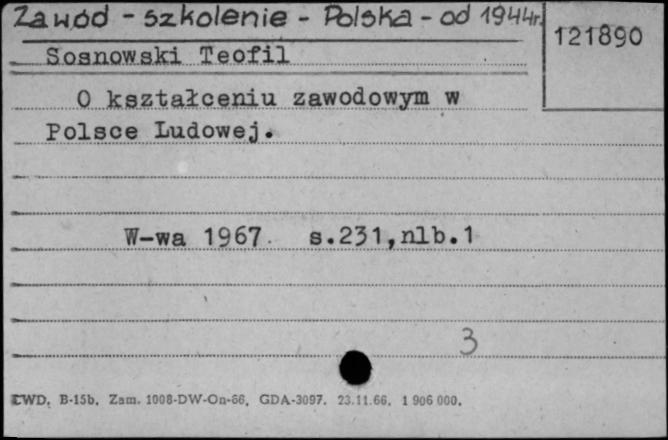 Zawód - szkolenie - Polska - od 1944r.
121890
Sosnowski Teofil
O kształceniu zawodowym w
Polsce Ludowej.
W-wa 1967. s.231,nlb.1
3
CWD. B-15b. Zam. 1008-DW-On-66. GDA-3097. 23.11.66. 1 906 000.